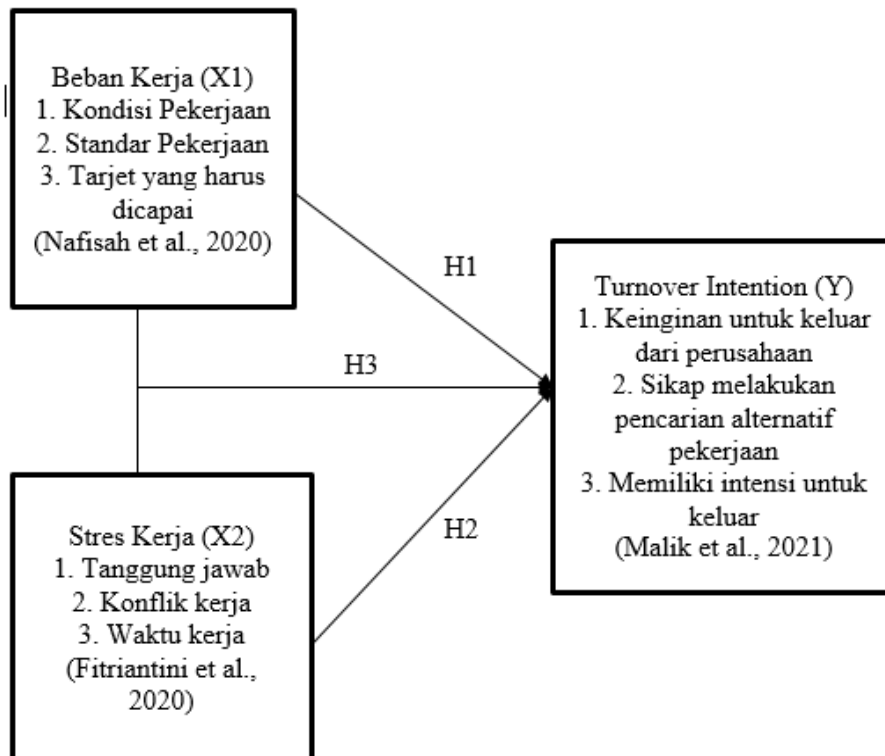 Beban Kerja (X1)
1. Kondisi Pekerjaan
2. Standar Pekerjaan
3. Tarjet yang harus
dicapai
(Nafisah et al., 2020)
H1
H3
Turnover Intention (Y)
1. Keinginan untuk keluar
dari perusahaan
2. Sikap melakukan
pencarian alternatif
pekerjaan
3. Memiliki intensi untuk
keluar
(Malik et al., 2021)
Stres Kerja (X2)
1. Tanggung jawab
2. Konflik kerja
3. Waktu kerja
(Fitriantini et al.,
2020)
H2